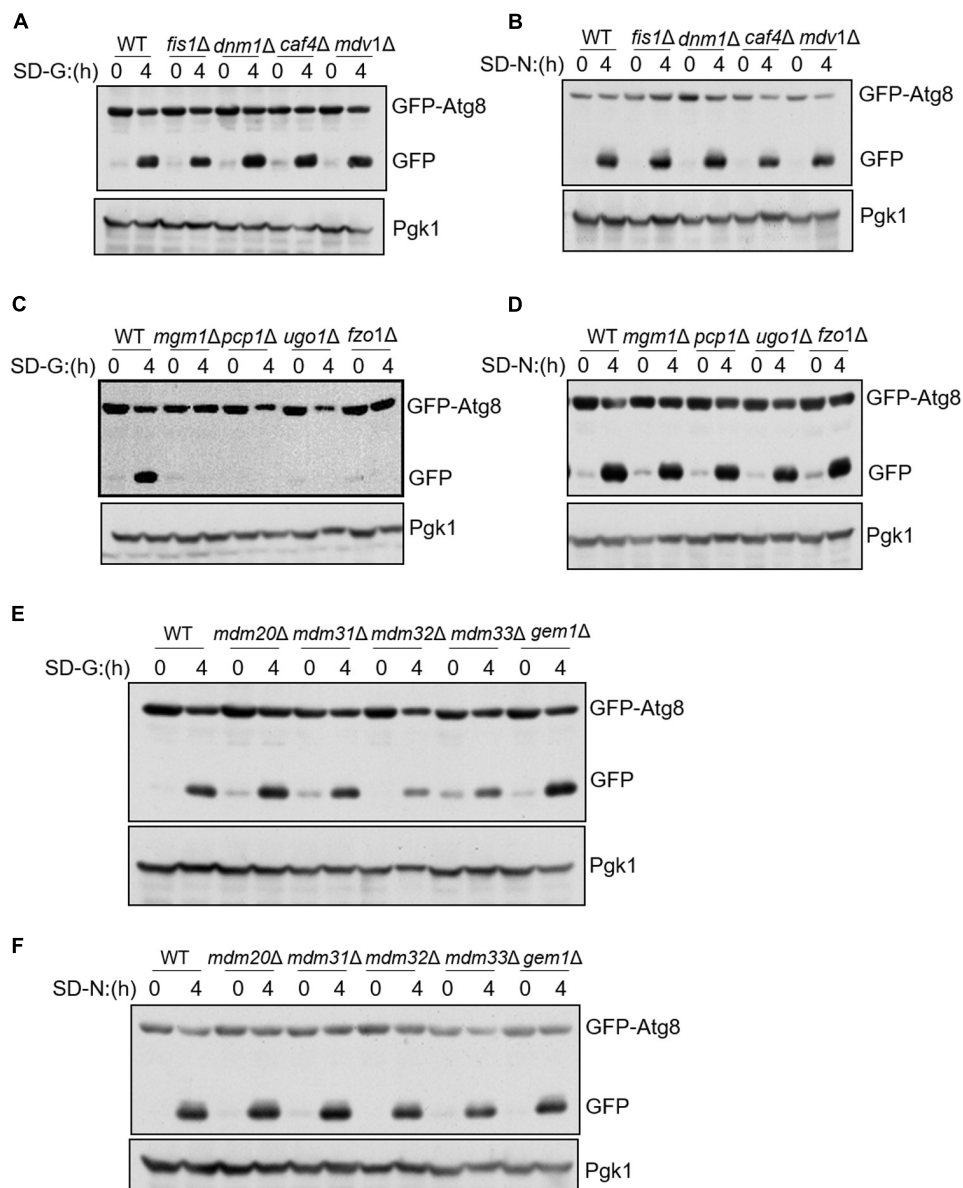 A
WT fis1Δ dnm1Δ caf4Δ mdv1Δ
SD-G:(h) 0 4 0 4 0 4 0 4 0 4
GFP-Atg8
GFP
Pgk1
B
WT fis1Δ dnm1Δ caf4Δ mdv1Δ
SD-N:(h) 0 4 0 4 0 4 0 4 0 4
GFP-Atg8
GFP
Pgk1
C
WT mgm1Δ pcp1Δ ugo1Δ fzo1Δ
SD-G:(h) 0 4 0 4 0 4 0 4 0 4
GFP-Atg8
GFP
Pgk1
D
WT mgm1Δ pcp1Δ ugo1Δ fzo1Δ
SD-N:(h) 0 4 0 4 0 4 0 4 0 4
GFP-Atg8
GFP
Pgk1
E
WT mdm20Δ mdm31Δ mdm32Δ mdm33Δ gem1Δ
SD-G:(h) 0 4 0 4 0 4 0 4 0 4 0 4
GFP-Atg8
GFP
Pgk1
F
WT mdm20Δ mdm31Δ mdm32Δ mdm33Δ gem1Δ
SD-N:(h) 0 4 0 4 0 4 0 4 0 4 0 4
GFP-Atg8
GFP
Pgk1